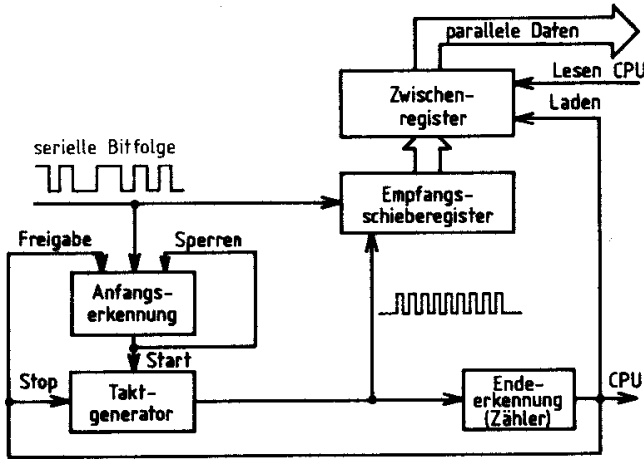 parallele Daten
Lesen CPU
Zwischen-
register
Laden
serielle Bitfolge
Empfangs-
schieberegister
Freigabe
Sperren
Anfangs-
erkennung
Start
Stop
Takt-
generator
Ende-
erkennung
(Zähler)
CPU